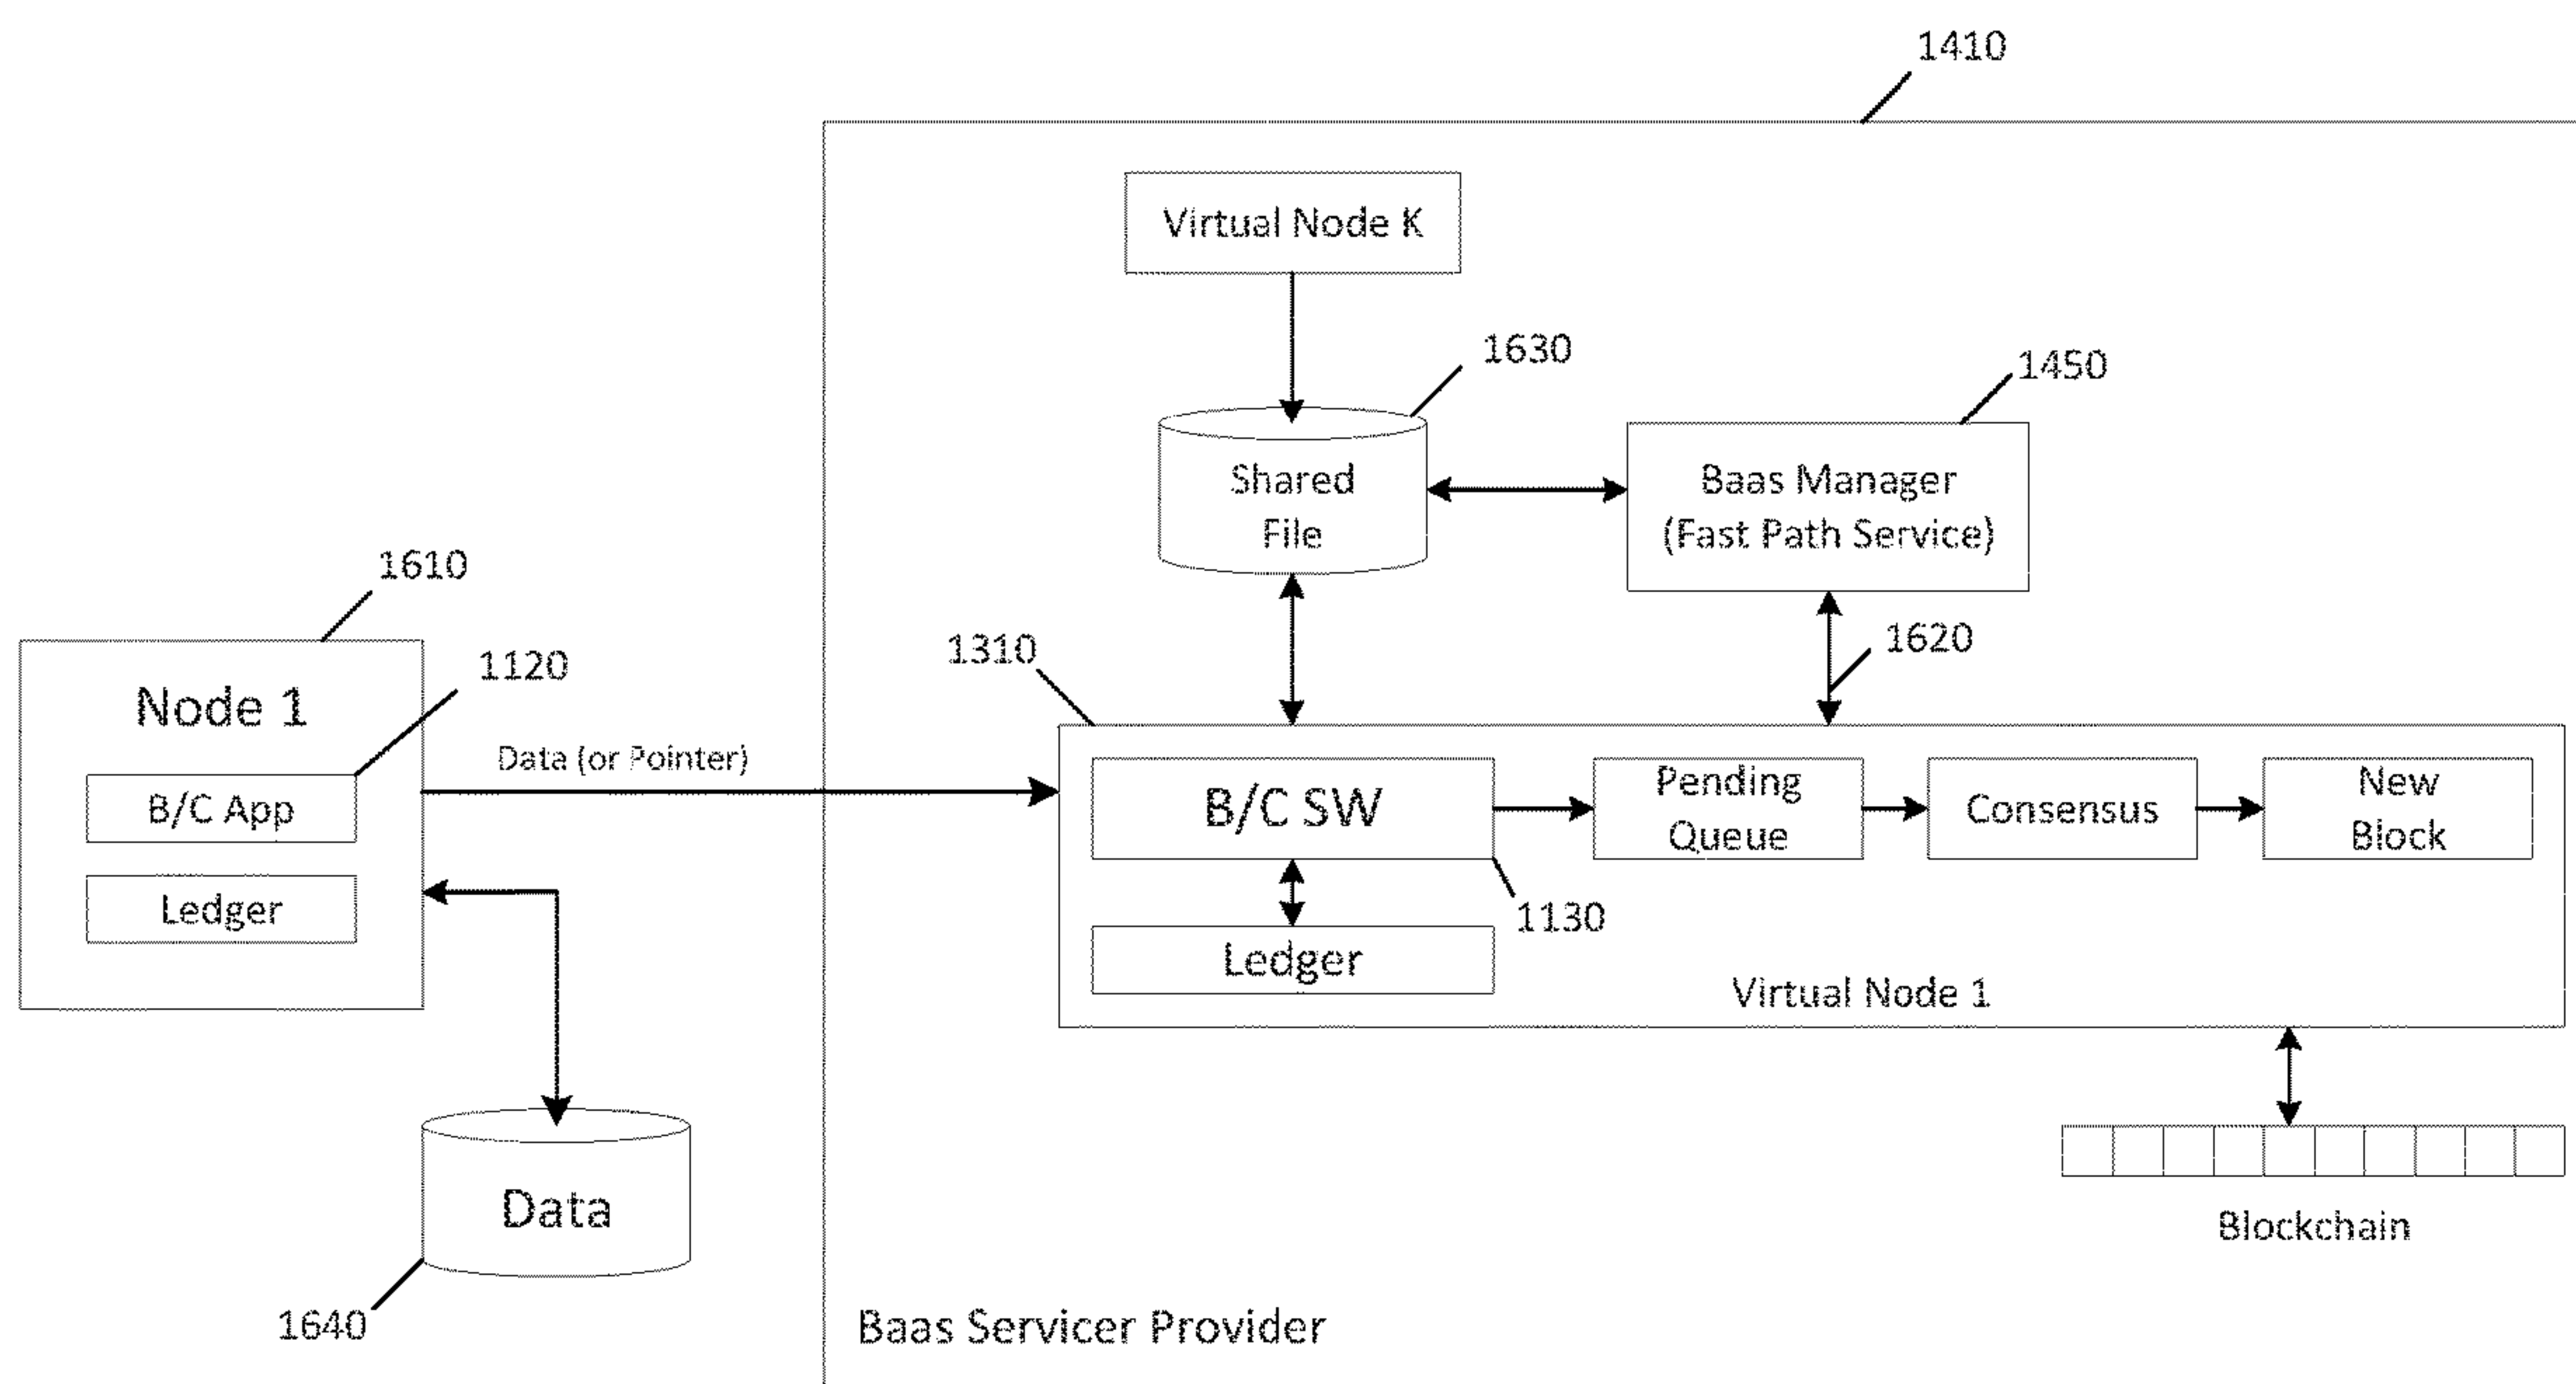 1410
Virtual Node K
1630
1450
Shared
File
Baas Manager
(Fast Path Service)
1610
1120
1310
1620
Node 1
Data (or Pointer)
B/C App
Ledger
B/C SW
Pending
Queue
Consensus
New
Block
1130
Ledger
Virtual Node 1
Data
1640
Blockchain
Baas Servicer Provider